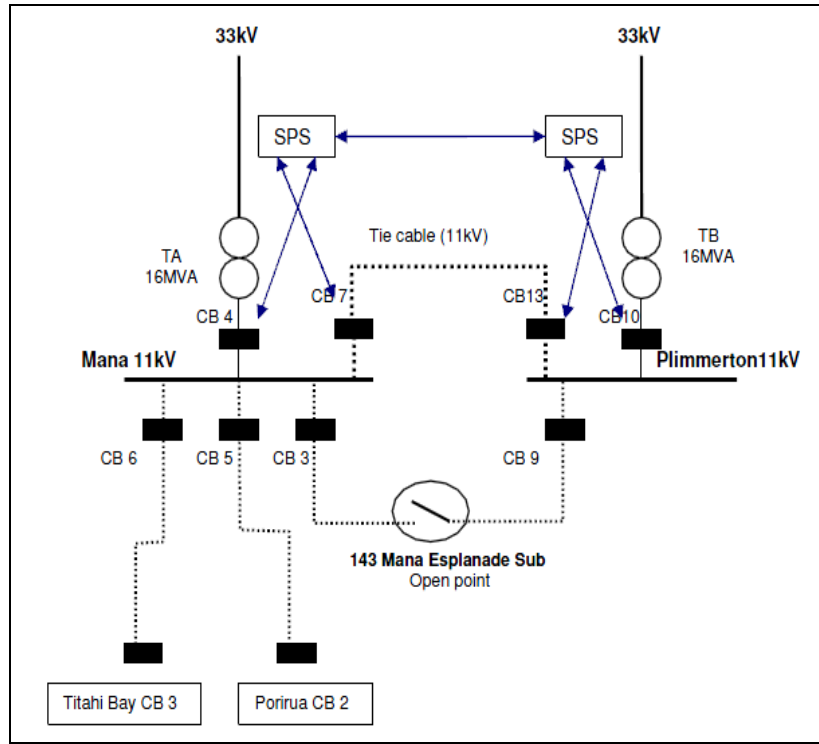 33kV
33kV
SPS
SPS
TA
16MVA
Tie cable (11kV)
TB
16MVA
CB 7
CB13
CB 4
CB10
Mana 11kV
Plimmerton11kV
CB 6
CB 5
CB 3
CB 9
143 Mana Esplanade Sub
Open point
Titahi Bay CB 3
Porirua CB 2